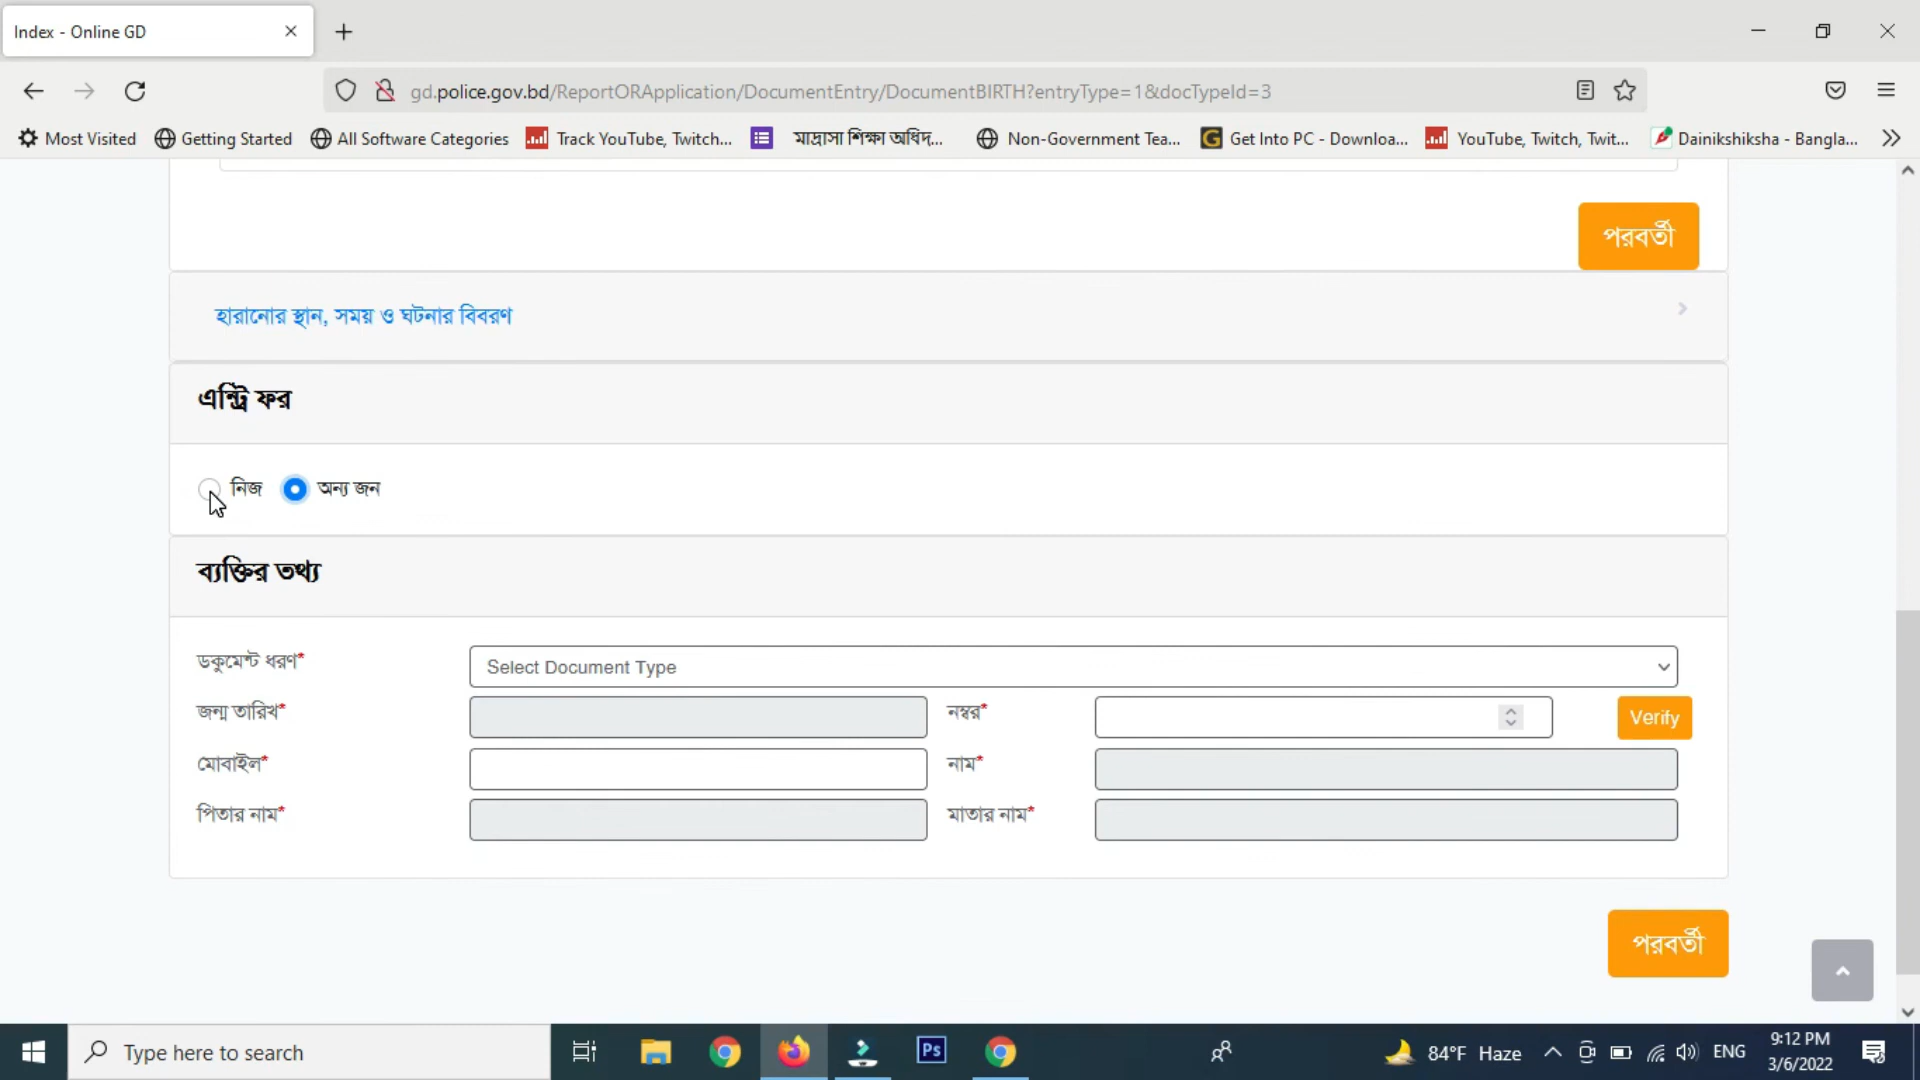 Index - Online GD
gd.police.gov.bd/ReportORApplication/DocumentEntry/DocumentBIRTH?entryType=1&docTypeId=3
Most Visited Getting Started All Software Categories Track YouTube, Twitch... মাদ্রাসা শিক্ষা অধিদ... Non-Government Tea... Get Into PC - Downloa... YouTube, Twitch, Twit... Dainikshiksha - Bangla...
পরবর্তী
হারানোর স্থান, সময় ও ঘটনার বিবরণ
এন্ট্রি ফর
নিজ অন্য জন
ব্যক্তির তথ্য
ডকুমেন্ট ধরণ* Select Document Type
জন্ম তারিখ* নম্বর* Verify
মোবাইল* নাম*
পিতার নাম* মাতার নাম*
পরবর্তী
Type here to search Ps 84°F Haze ENG 9:12 PM
3/6/2022